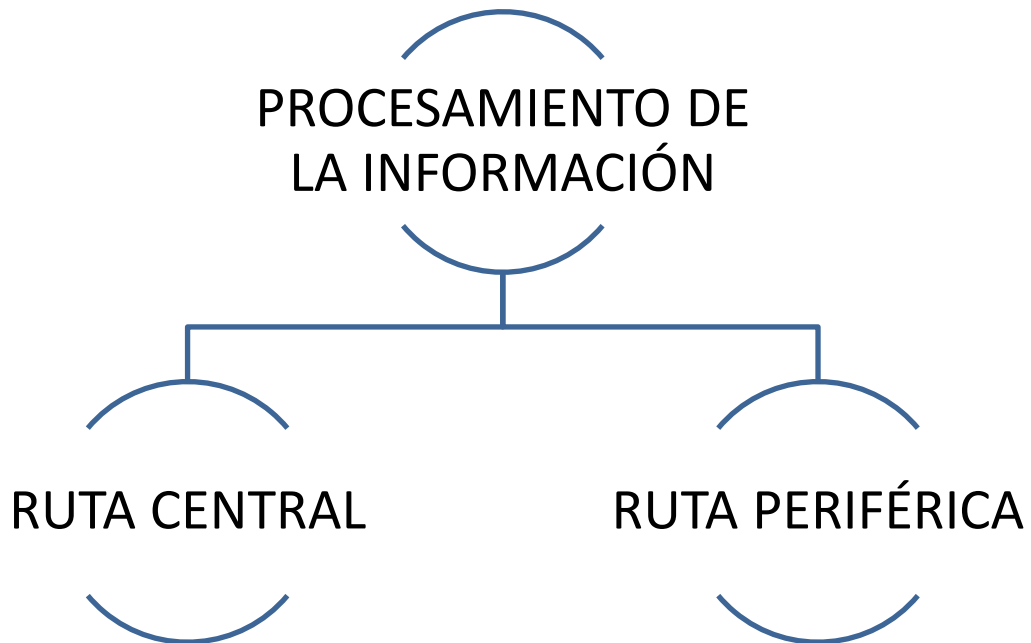 PROCESAMIENTO DE
LA INFORMACIÓN
RUTA CENTRAL
RUTA PERIFÉRICA